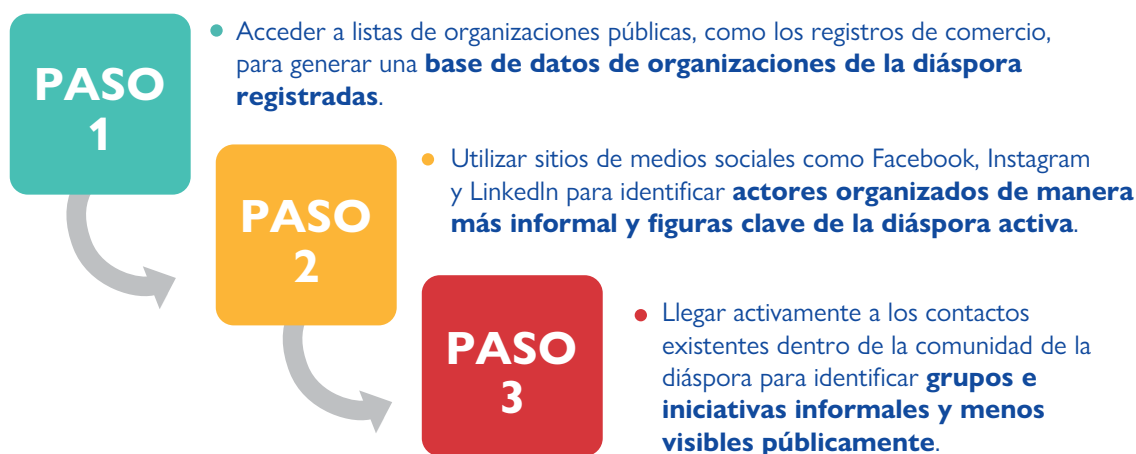 PASO
1
Acceder a listas de organizaciones públicas, como los registros de comercio,
para generar una base de datos de organizaciones de la diáspora
registradas.
PASO
2
Utilizar sitios de medios sociales como Facebook, Instagram
y LinkedIn para identificar actores organizados de manera
más informal y figuras clave de la diáspora activa.
PASO
3
Llegar activamente a los contactos
existentes dentro de la comunidad de la
diáspora para identificar grupos e
iniciativas informales y menos
visibles públicamente.